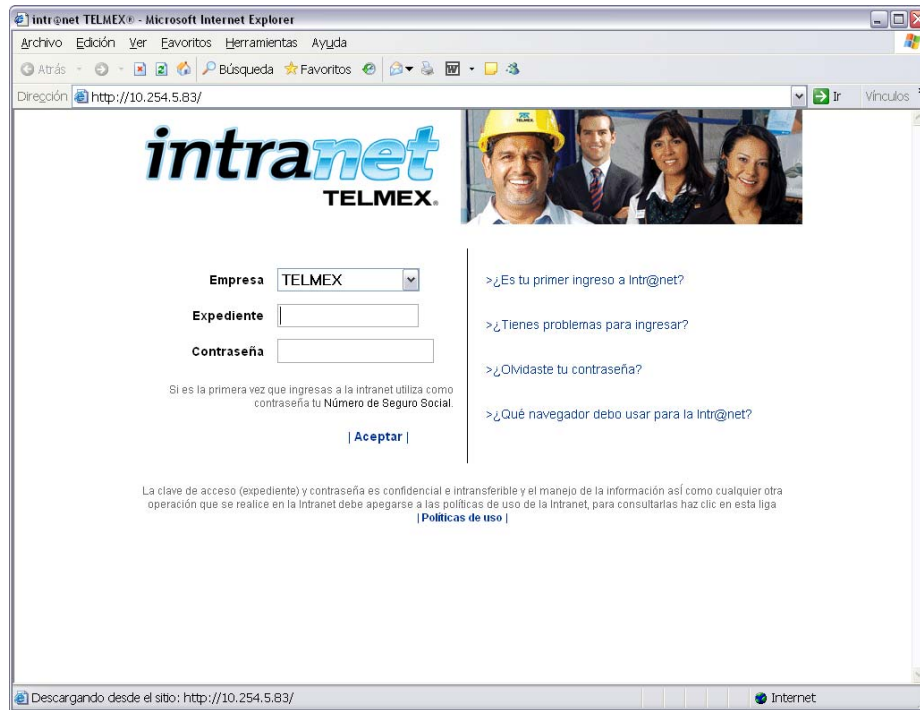 intr@net TELMEX® - Microsoft Internet Explorer
Archivo Edición Ver Favoritos Herramientas Ayuda
Atrás Búsqueda Favoritos
Dirección http://10.254.5.83/ Ir Vínculos
intranet
TELMEX®
TELMEX
Empresa TELMEX
Expediente
Contraseña
Si es la primera vez que ingresas a la intranet utiliza como
contraseña tu Número de Seguro Social.
| Aceptar |
>¿Es tu primer ingreso a Intr@net?
>¿Tienes problemas para ingresar?
>¿Olvidaste tu contraseña?
>¿Qué navegador debo usar para la Intr@net?
La clave de acceso (expediente) y contraseña es confidencial e intransferible y el manejo de la información asÍ como cualquier otra
operación que se realice en la Intranet debe apegarse a las políticas de uso de la Intranet, para consultarlas haz clic en esta liga
| Políticas de uso |
Descargando desde el sitio: http://10.254.5.83/ Internet